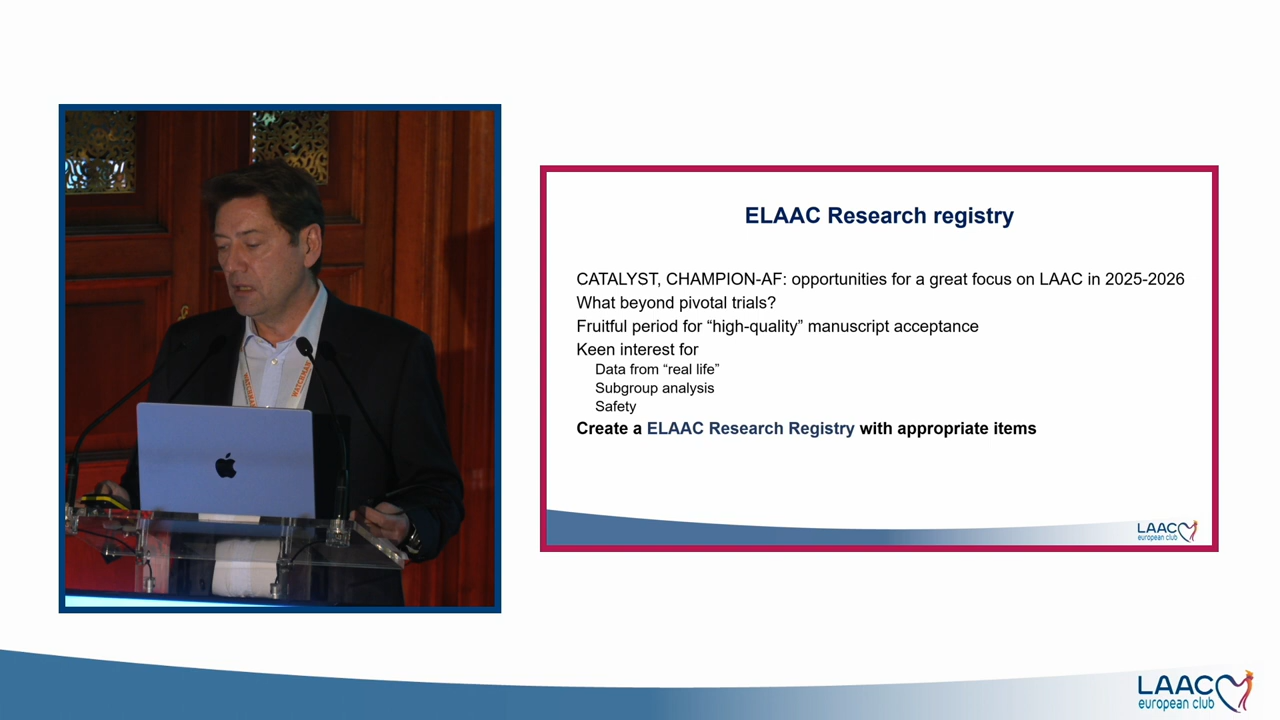 ELAAC Research registry
CATALYST, CHAMPION-AF: opportunities for a great focus on LAAC in 2025-2026
What beyond pivotal trials?
Fruitful period for “high-quality” manuscript acceptance
Keen interest for
Data from “real life”
Subgroup analysis
Safety
Create a ELAAC Research Registry with appropriate items
LAAC
european club
WATCHMAN
WATCHMAN
LAAC
european club